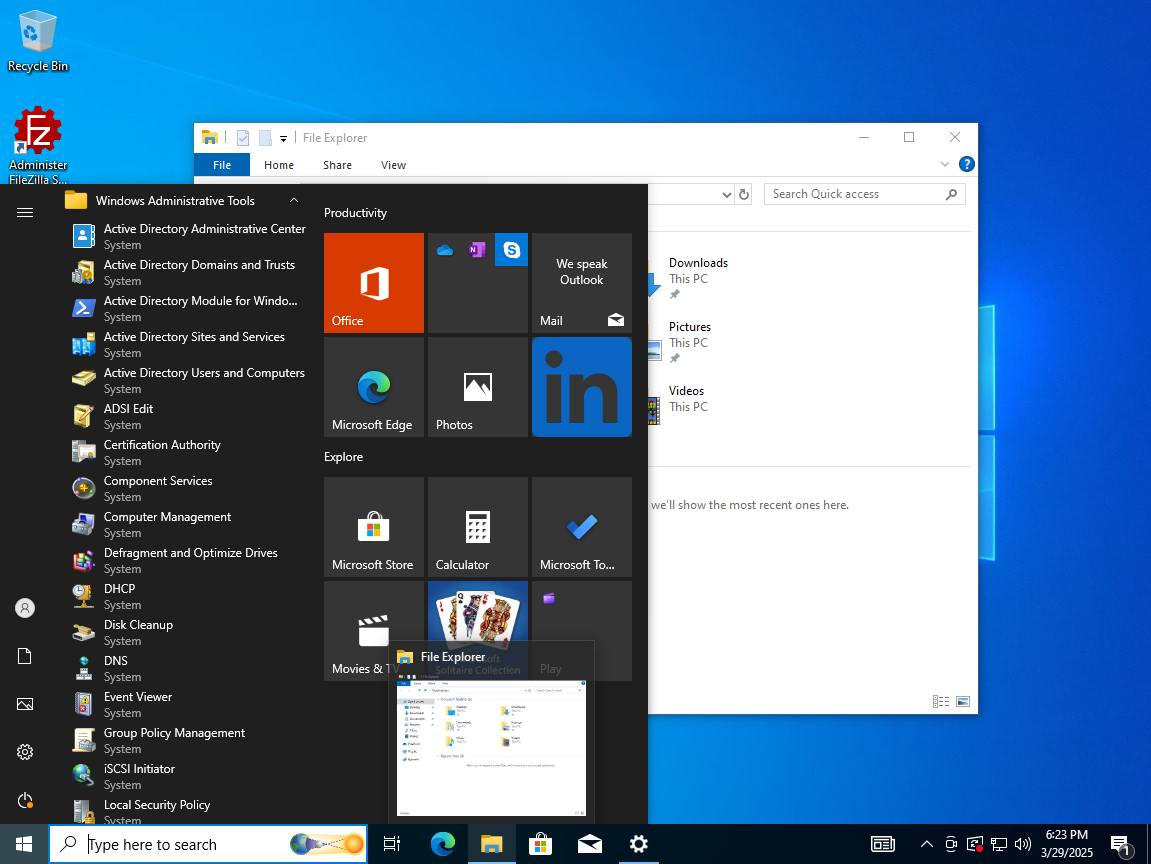 Recycle Bin
Administer
FileZilla S...
File Explorer
File
Home
Share
View
?
Search Quick access
Downloads
This PC
Pictures
This PC
Videos
This PC
we'll show the most recent ones here.
Windows Administrative Tools
Active Directory Administrative Center
System
Active Directory Domains and Trusts
System
Active Directory Module for Windo...
System
Active Directory Sites and Services
System
Active Directory Users and Computers
System
ADSI Edit
System
Certification Authority
System
Component Services
System
Computer Management
System
Defragment and Optimize Drives
System
DHCP
System
Disk Cleanup
System
DNS
System
Event Viewer
System
Group Policy Management
System
iSCSI Initiator
System
Local Security Policy
System
Productivity
Office
We speak
Outlook
Mail
Microsoft Edge
Photos
in
Explore
Microsoft Store
Calculator
Microsoft To...
Movies & TV
Microsoft
Solitaire Collection
Play
File Explorer
Type here to search
6:23 PM
3/29/2025
1